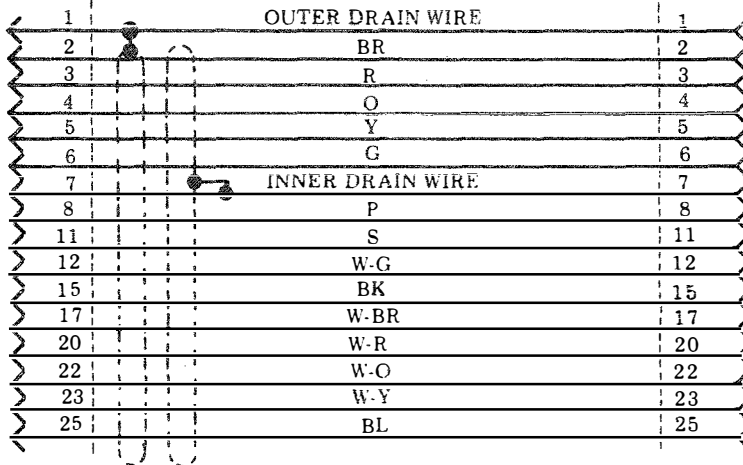 1 OUTER DRAIN WIRE 1
2 BR 2
3 R 3
4 O 4
5 Y 5
6 G 6
7 INNER DRAIN WIRE 7
8 P 8
11 S 11
12 W-G 12
15 BK 15
17 W-BR 17
20 W-R 20
22 W-O 22
23 W-Y 23
25 BL 25